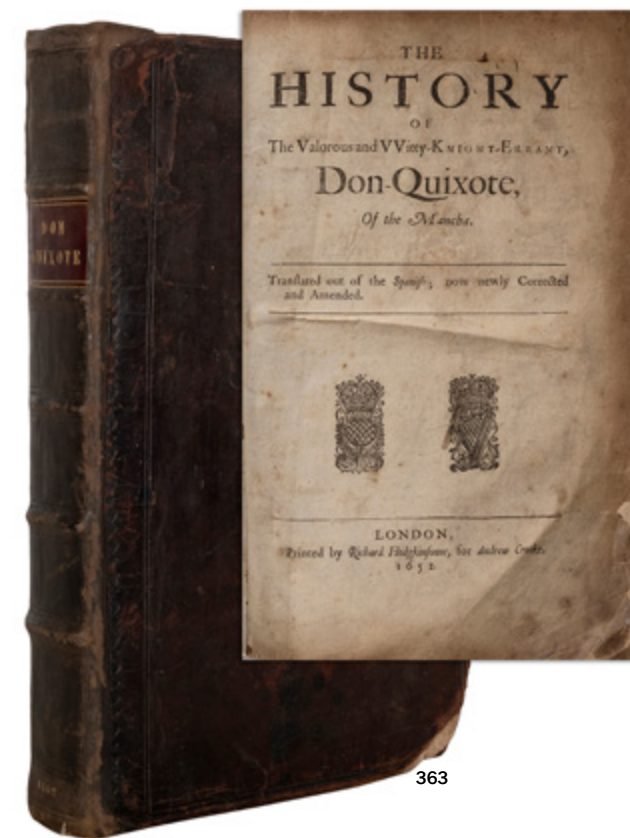 DON
QUIXOTE
THE
HISTORY
OF
The Valorous and VVitty-KNIGHT-ERRANT,
Don-Quixote,
Of the Mancha.
Translated out of the Spanish; now newly Corrected
and Amended.
LONDON,
Printed by Richard Hodgkinsonne, for Andrew Crooke.
1652
363